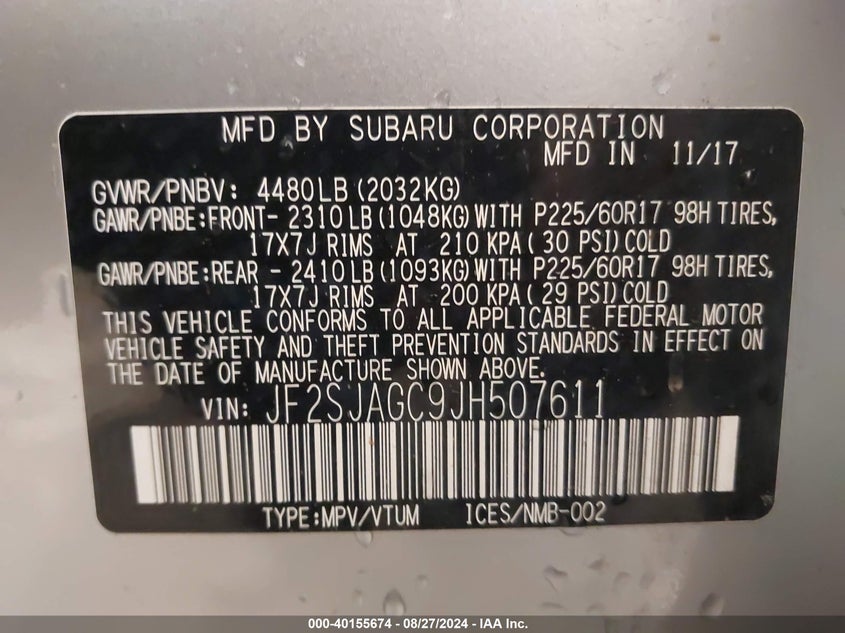 MFD BY SUBARU CORPORATION
MFD IN 11/17
GVWR/PNBV: 4480LB (2032KG)
GAWR/PNBE:FRONT- 2310LB (1048KG) WITH P225/60R17 98H TIRES,
17X7J RIMS AT 210 KPA (30 PSI) COLD
GAWR/PNBE:REAR - 2410LB (1093KG) WITH P225/60R17 98H TIRES,
17X7J RIMS AT 200 KPA (29 PSI) COLD
THIS VEHICLE CONFORMS TO ALL APPLICABLE FEDERAL MOTOR
VEHICLE SAFETY AND THEFT PREVENTION STANDARDS IN EFFECT ON
THE DATE OF MANUFACTURE SHOWN ABOVE.
VIN: JF2SJAGC9JH507611
TYPE:MPV/VTUM ICES/NMB-002
000-40155674 - 08/27/2024 - IAA Inc.